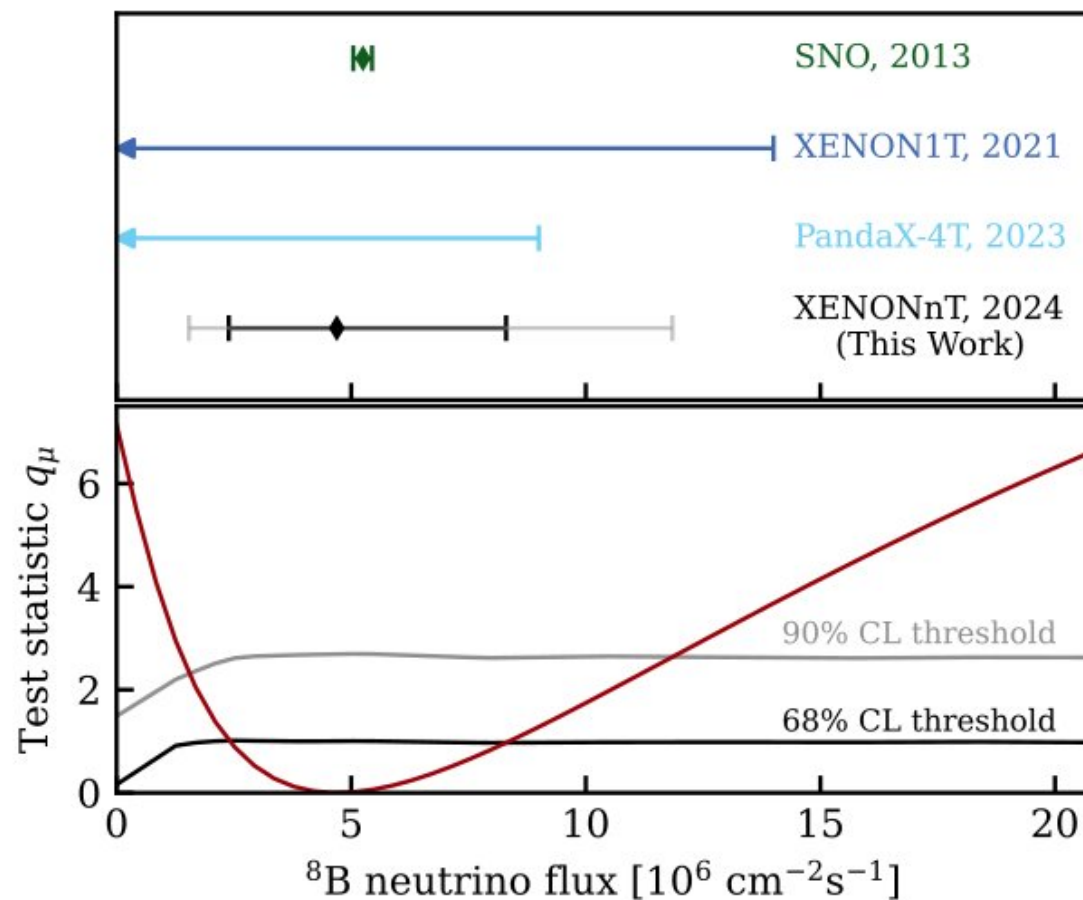 SNO, 2013
XENON1T, 2021
PandaX-4T, 2023
XENONnT, 2024
(This Work)
Test statistic qμ
6
4
2
0
90% CL threshold
68% CL threshold
0 5 10 15 20
⁸B neutrino flux [10⁶ cm⁻²s⁻¹]